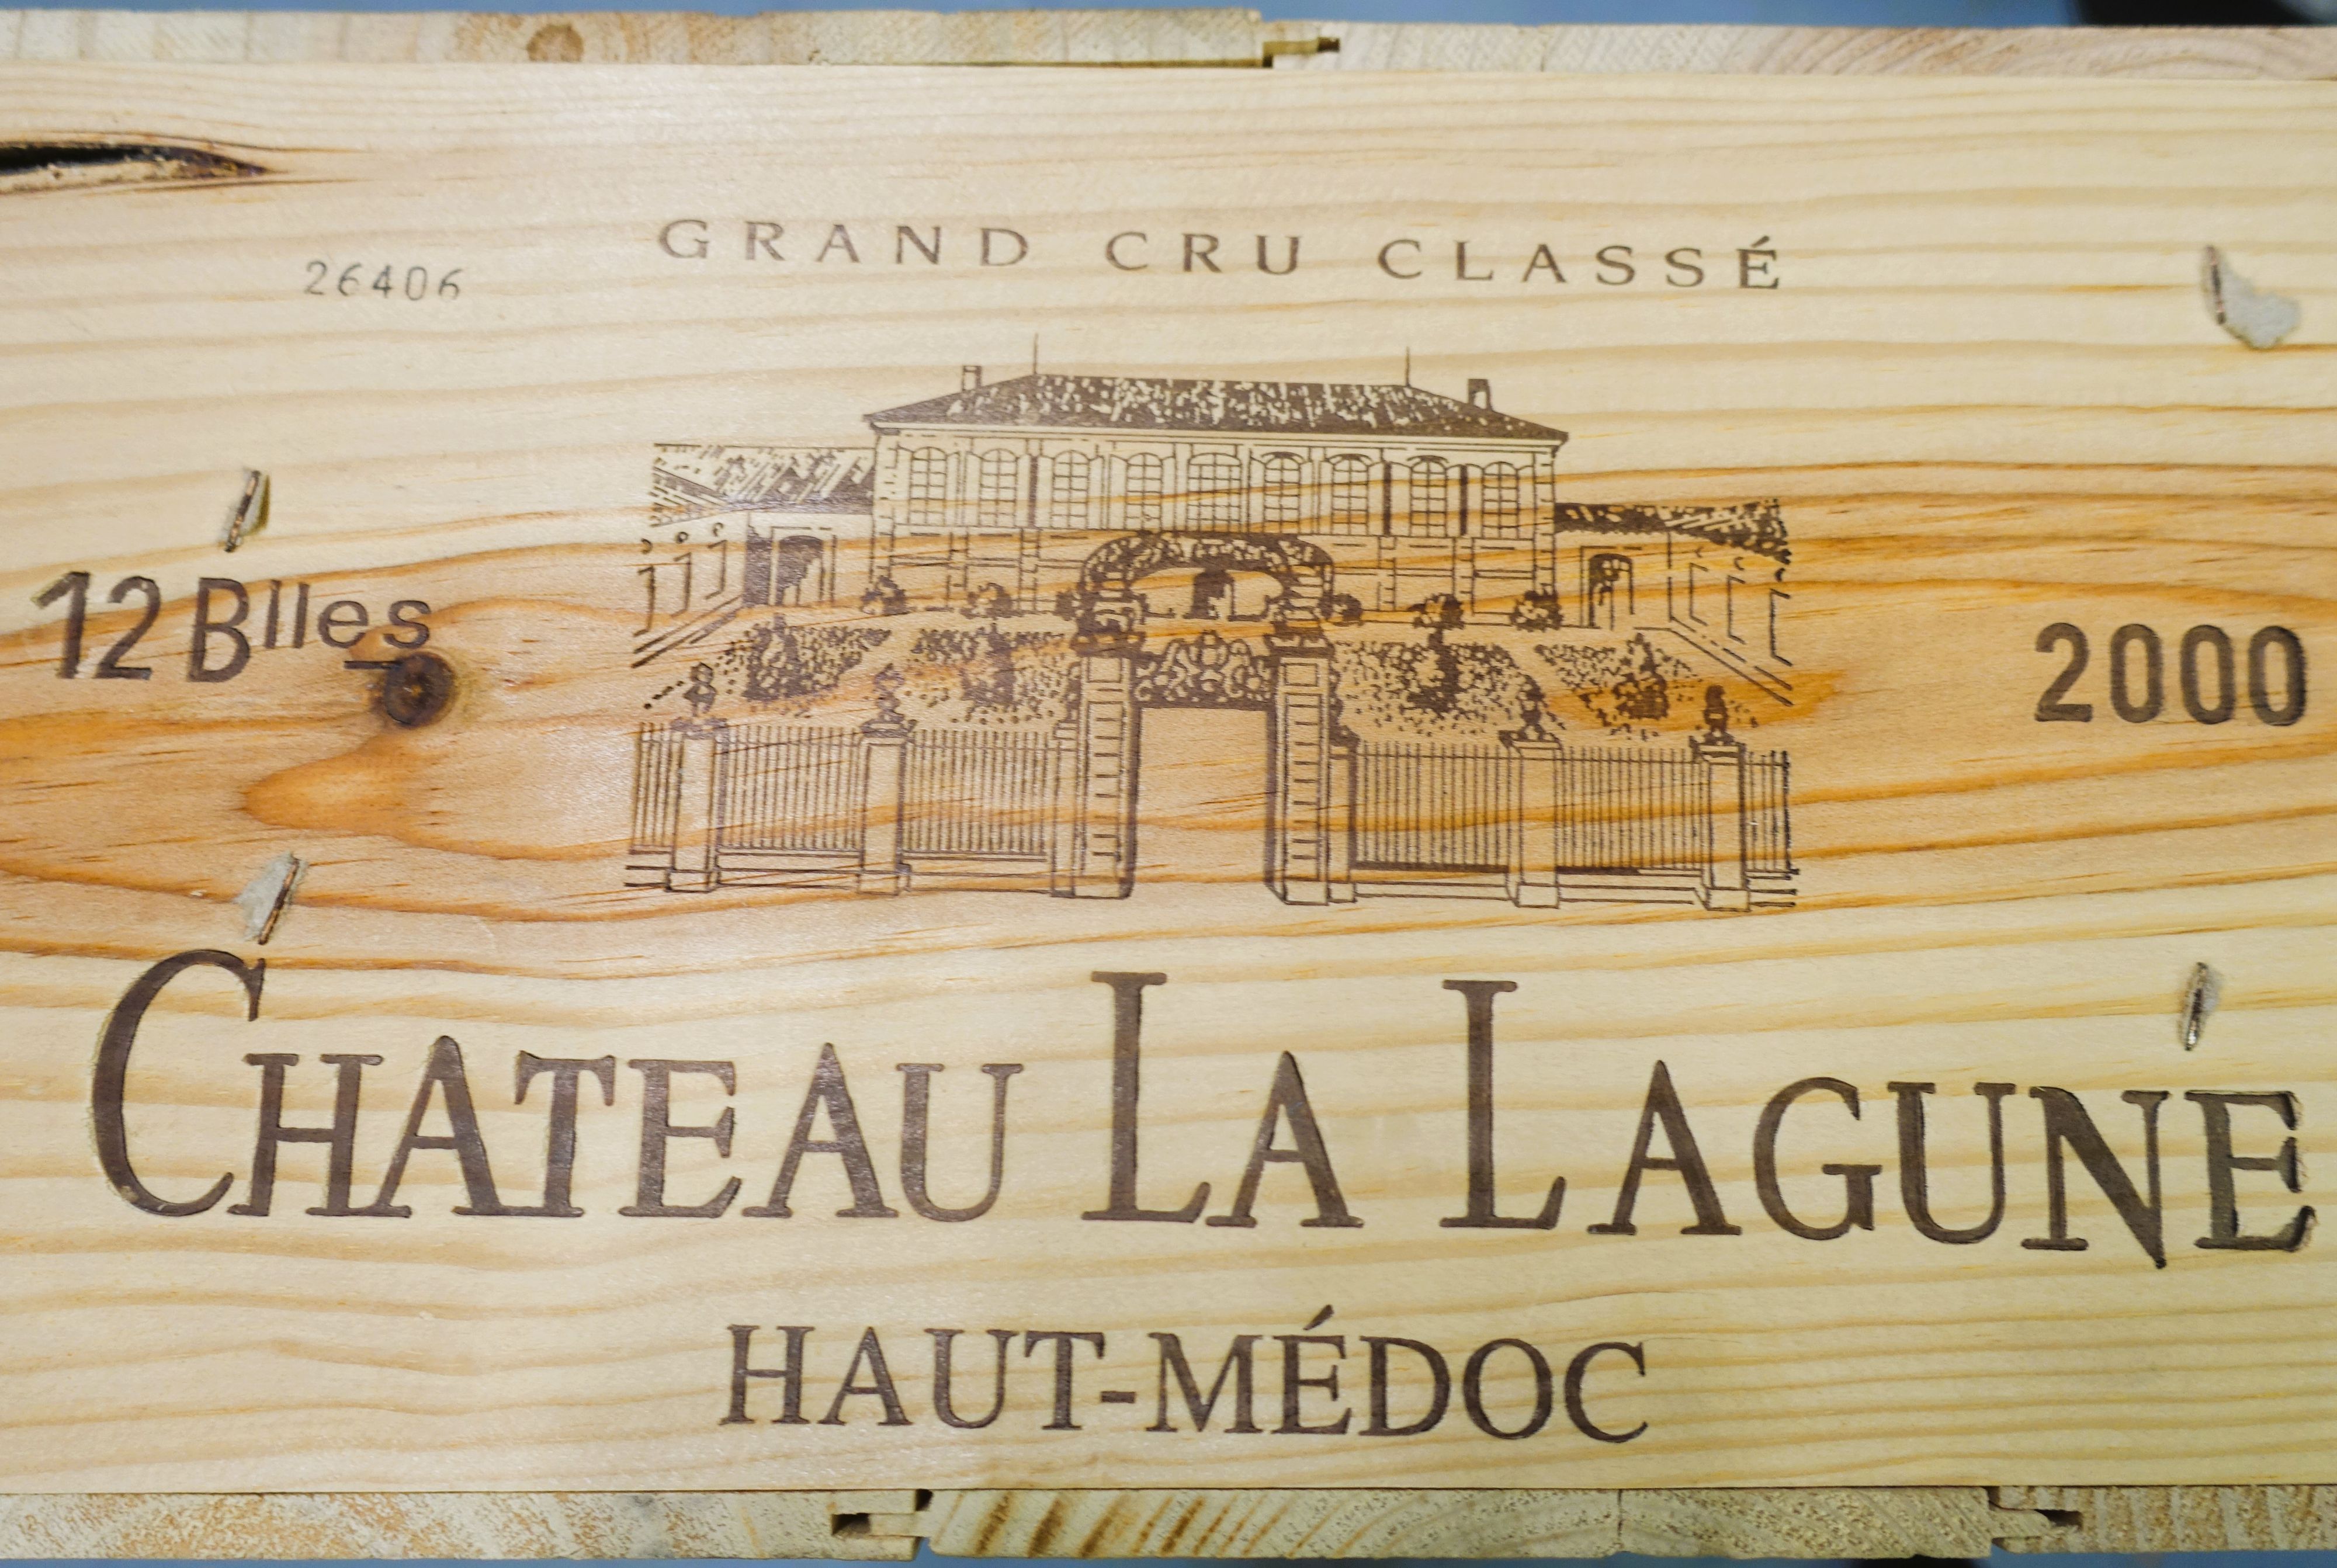 GRAND CRU CLASSÉ
26406
12 Blles
2000
CHATEAU LA LAGUNE
HAUT-MÉDOC